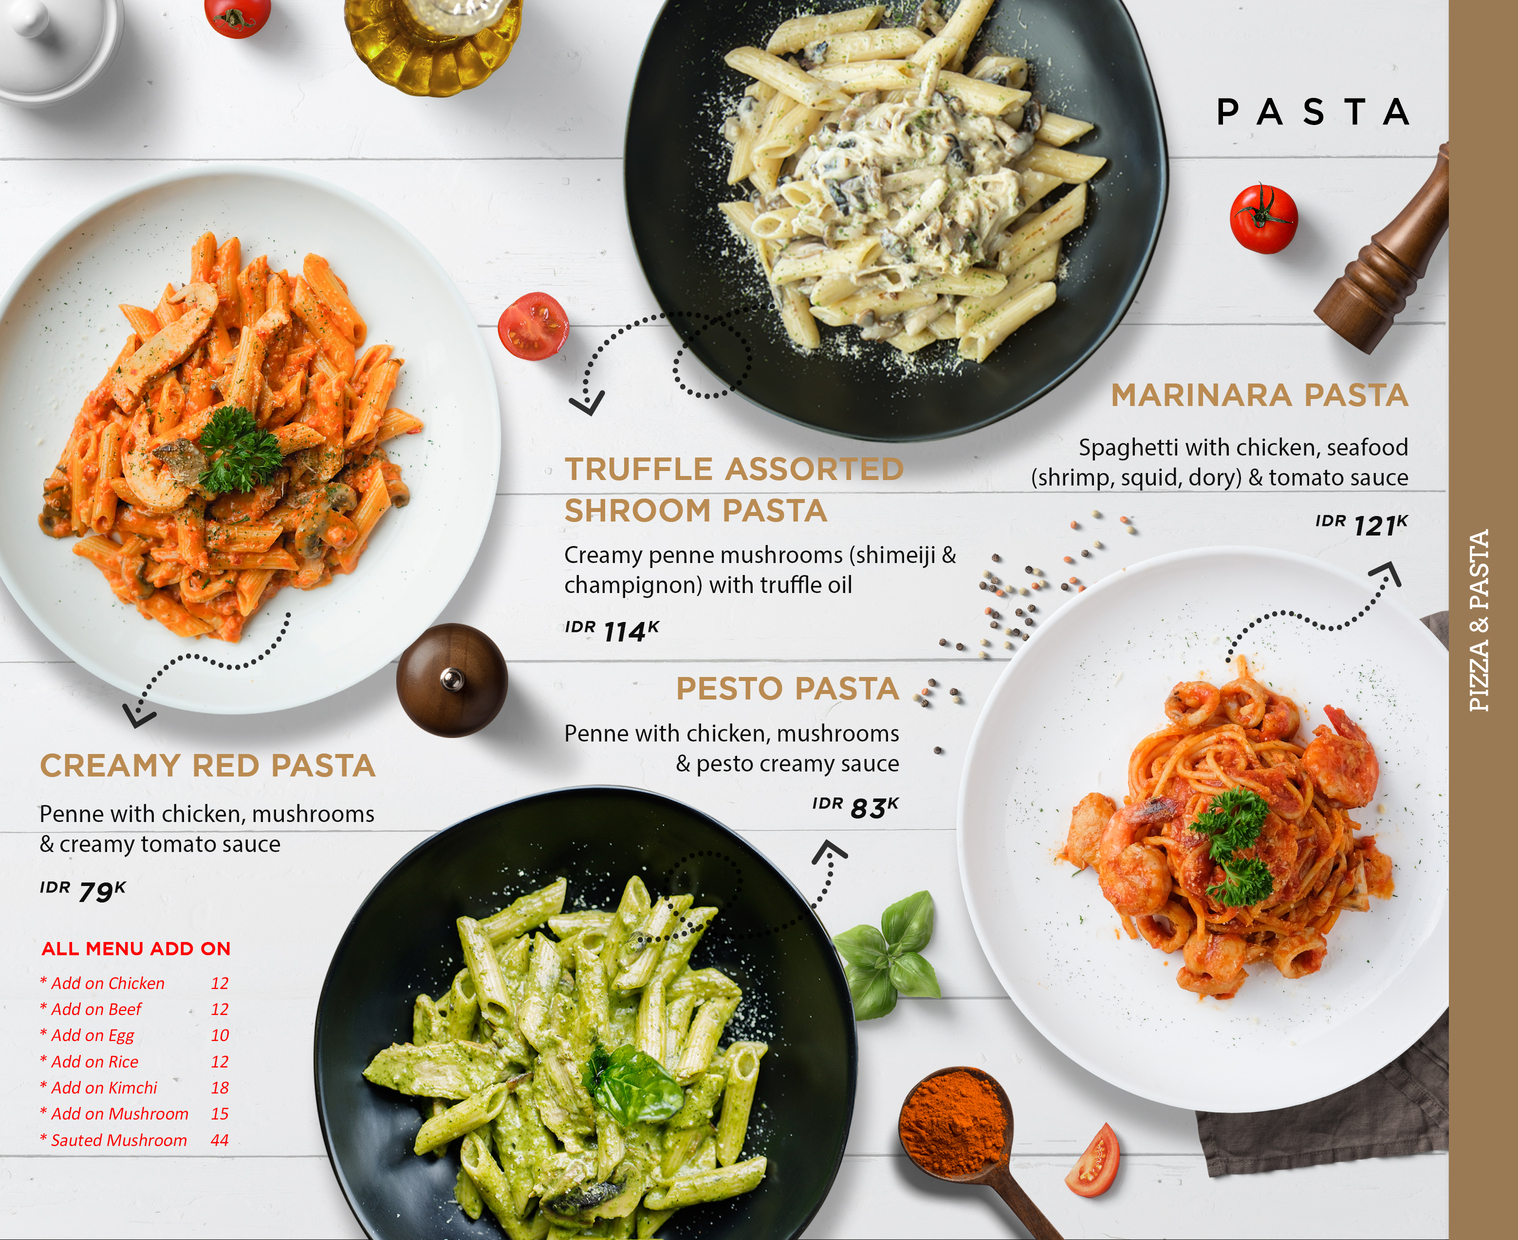 PASTA
MARINARA PASTA
Spaghetti with chicken, seafood
(shrimp, squid, dory) & tomato sauce
IDR 121K
TRUFFLE ASSORTED
SHROOM PASTA
Creamy penne mushrooms (shimeiji &
champignon) with truffle oil
IDR 114K
PESTO PASTA
Penne with chicken, mushrooms
& pesto creamy sauce
IDR 83K
CREAMY RED PASTA
Penne with chicken, mushrooms
& creamy tomato sauce
IDR 79K
ALL MENU ADD ON
* Add on Chicken 12
* Add on Beef 12
* Add on Egg 10
* Add on Rice 12
* Add on Kimchi 18
* Add on Mushroom 15
* Sauted Mushroom 44
PIZZA & PASTA